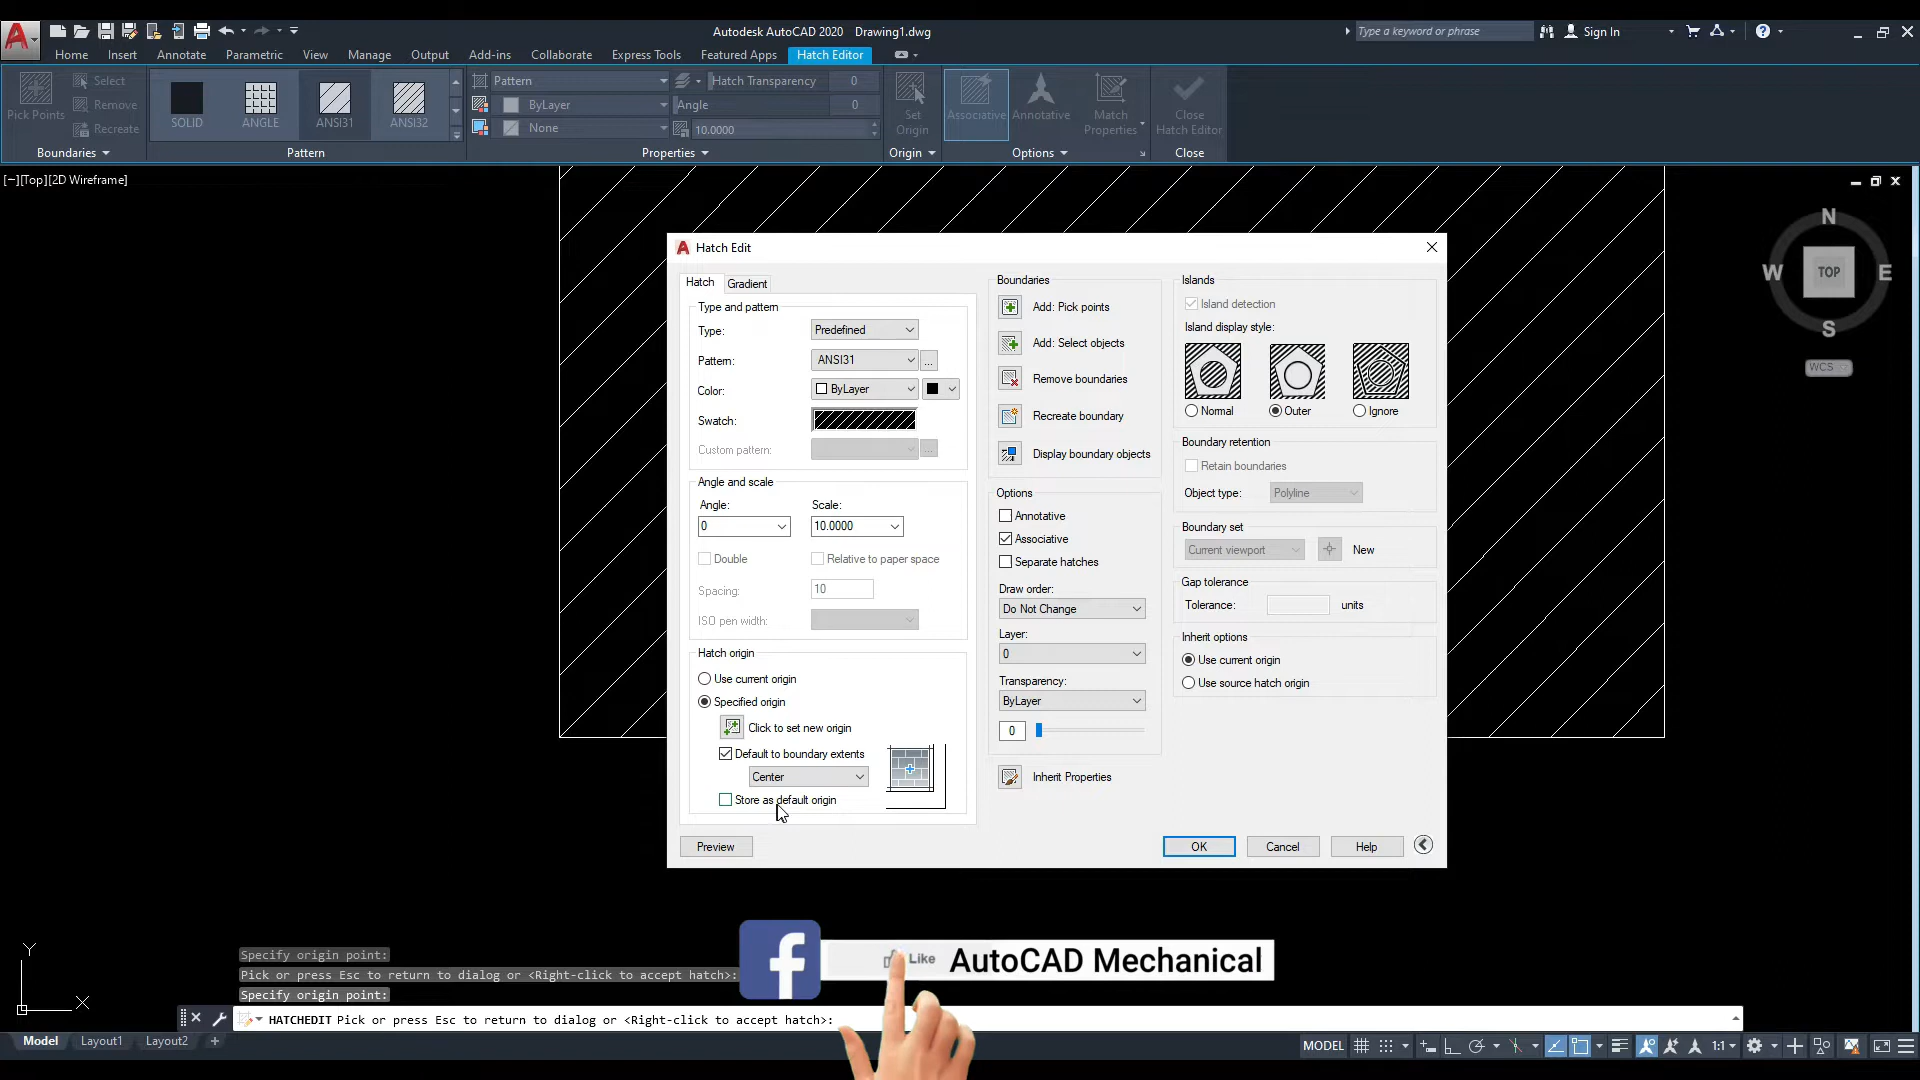 Autodesk AutoCAD 2020 Drawing1.dwg
Type a keyword or phrase
Sign In
Home Insert Annotate Parametric View Manage Output Add-ins Collaborate Express Tools Featured Apps Hatch Editor
Pick Points
Select
Remove
Recreate
Boundaries
SOLID ANGLE ANSI31 ANSI32
Pattern
Pattern
ByLayer
None
Hatch Transparency 0
Angle 0
10.0000
Properties
Set Origin
Origin
Associative
Annotative
Match Properties
Options
Close Hatch Editor
Close
[–][Top][2D Wireframe]
N
W TOP E
S
WCS
Hatch Edit
Hatch Gradient
Type and pattern
Type: Predefined
Pattern: ANSI31 ...
Color: ByLayer
Swatch:
Custom pattern: ...
Angle and scale
Angle: Scale:
0 10.0000
Double Relative to paper space
Spacing: 10
ISO pen width:
Hatch origin
Use current origin
Specified origin
Click to set new origin
Default to boundary extents
Center
Store as default origin
Preview
Boundaries
Add: Pick points
Add: Select objects
Remove boundaries
Recreate boundary
Display boundary objects
Options
Annotative
Associative
Separate hatches
Draw order:
Do Not Change
Layer:
0
Transparency:
ByLayer
0
Inherit Properties
Islands
Island detection
Island display style:
Normal Outer Ignore
Boundary retention
Retain boundaries
Object type: Polyline
Boundary set
Current viewport New
Gap tolerance
Tolerance: units
Inherit options
Use current origin
Use source hatch origin
OK Cancel Help
f Like AutoCAD Mechanical
Y
X
Specify origin point:
Pick or press Esc to return to dialog or <Right-click to accept hatch>:
Specify origin point:
HATCHEDIT Pick or press Esc to return to dialog or <Right-click to accept hatch>:
Model Layout1 Layout2 +
MODEL 1:1